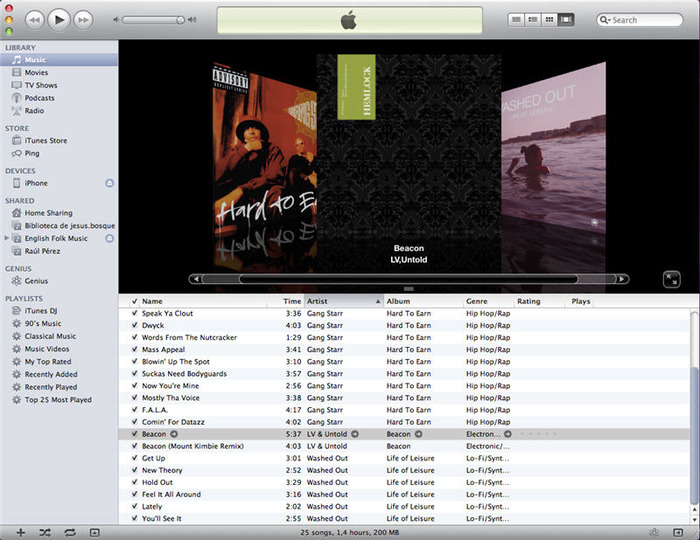 Search
LIBRARY
Music
Movies
TV Shows
Podcasts
Radio
STORE
iTunes Store
Ping
DEVICES
iPhone
SHARED
Home Sharing
Biblioteca de jesus.bosque
English Folk Music
Raúl Pérez
GENIUS
Genius
PLAYLISTS
iTunes DJ
90's Music
Classical Music
Music Videos
My Top Rated
Recently Added
Recently Played
Top 25 Most Played
ADVISORY
EXPLICIT LYRICS
Hard to Ea
HEMLOCK
ASHED OUT
LIFE OF LEISURE
Beacon
LV,Untold
Name Time Artist Album Genre Rating Plays
Speak Ya Clout 3:36 Gang Starr Hard To Earn Hip Hop/Rap
Dwyck 4:03 Gang Starr Hard To Earn Hip Hop/Rap
Words From The Nutcracker 1:29 Gang Starr Hard To Earn Hip Hop/Rap
Mass Appeal 3:41 Gang Starr Hard To Earn Hip Hop/Rap
Blowin' Up The Spot 3:10 Gang Starr Hard To Earn Hip Hop/Rap
Suckas Need Bodyguards 3:57 Gang Starr Hard To Earn Hip Hop/Rap
Now You're Mine 2:56 Gang Starr Hard To Earn Hip Hop/Rap
Mostly Tha Voice 3:38 Gang Starr Hard To Earn Hip Hop/Rap
F.A.L.A. 4:17 Gang Starr Hard To Earn Hip Hop/Rap
Comin' For Datazz 4:02 Gang Starr Hard To Earn Hip Hop/Rap
Beacon 5:37 LV & Untold Beacon Electron...
Beacon (Mount Kimbie Remix) 4:03 LV & Untold Beacon Electronic/...
Get Up 3:01 Washed Out Life of Leisure Lo-Fi/Synt...
New Theory 2:52 Washed Out Life of Leisure Lo-Fi/Synt...
Hold Out 3:29 Washed Out Life of Leisure Lo-Fi/Synt...
Feel It All Around 3:16 Washed Out Life of Leisure Lo-Fi/Synt...
Lately 2:02 Washed Out Life of Leisure Lo-Fi/Synt...
You'll See It 2:55 Washed Out Life of Leisure Lo-Fi/Synt...
25 songs, 1,4 hours, 200 MB